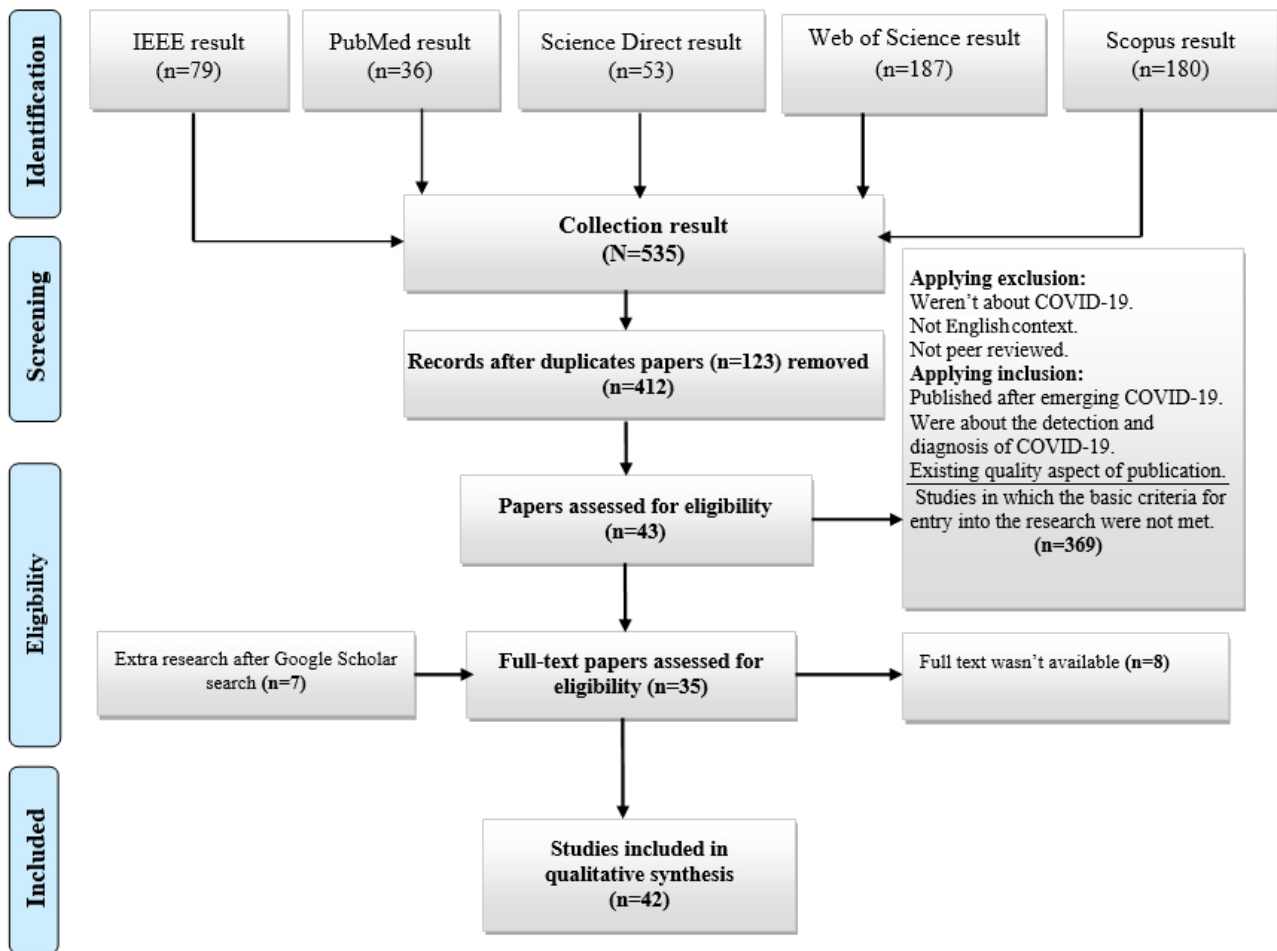 Identification
IEEE result
(n=79)
PubMed result
(n=36)
Science Direct result
(n=53)
Web of Science result
(n=187)
Scopus result
(n=180)
Collection result
(N=535)
Screening
Records after duplicates papers (n=123) removed
(n=412)
Applying exclusion:
Weren’t about COVID-19.
Not English context.
Not peer reviewed.
Applying inclusion:
Published after emerging COVID-19.
Were about the detection and
diagnosis of COVID-19.
Existing quality aspect of publication.
Studies in which the basic criteria for
entry into the research were not met.
(n=369)
Eligibility
Papers assessed for eligibility
(n=43)
Extra research after Google Scholar
search (n=7)
Full-text papers assessed for
eligibility (n=35)
Full text wasn’t available (n=8)
Included
Studies included in
qualitative synthesis
(n=42)